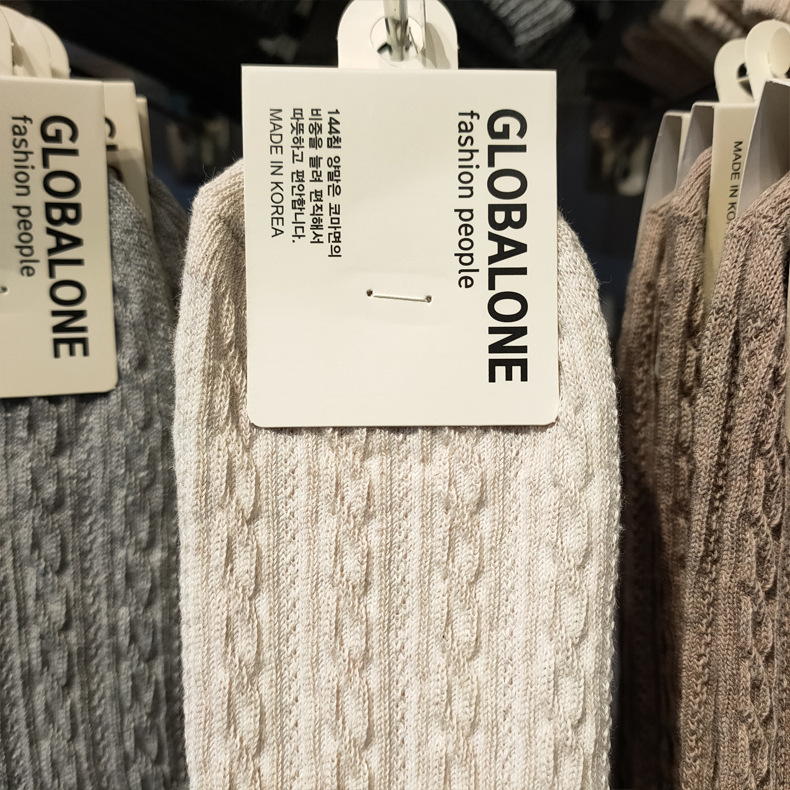 GLOBALONE
fashion people
GLOBALONE
fashion people
144침 양말은 코마면의
비중을 늘려 편직해서
따뜻하고 편안합니다.
MADE IN KOREA
MADE IN